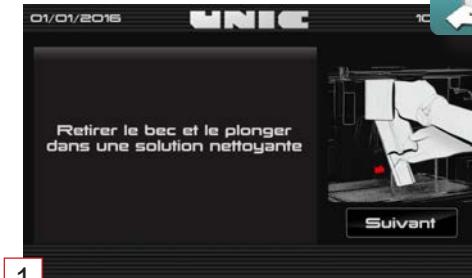 01/01/2016 UNIC 10
Retirer le bec et le plonger
dans une solution nettoyante
Suivant
1